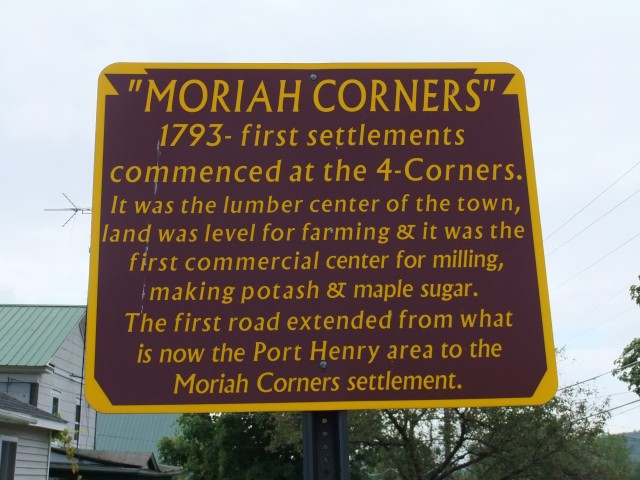 "MORIAH CORNERS"
1793- first settlements
commenced at the 4-Corners.
It was the lumber center of the town,
land was level for farming & it was the
first commercial center for milling,
making potash & maple sugar.
The first road extended from what
is now the Port Henry area to the
Moriah Corners settlement.